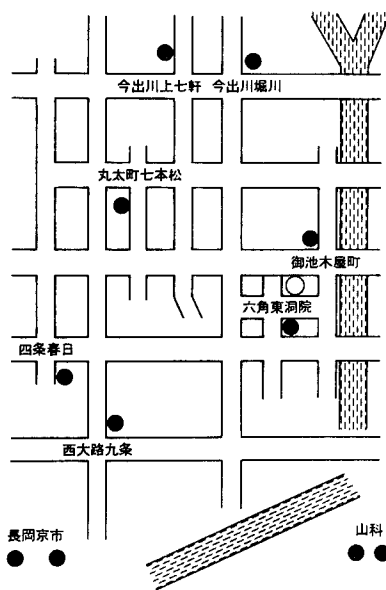 今出川上七軒 今出川堀川
丸太町七本松
御池木屋町
六角東洞院
四条春日
西大路九条
長岡京市 山科